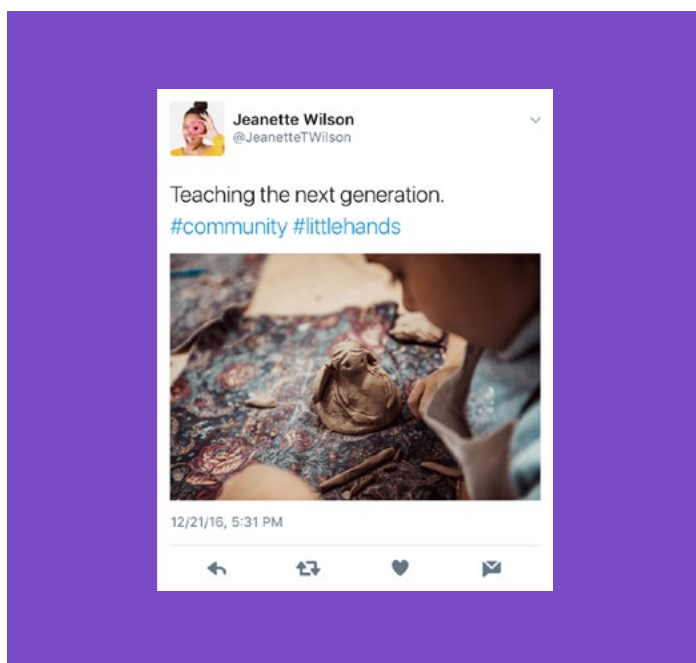 Jeanette Wilson
@JeanetteTWilson
Teaching the next generation.
#community #littlehands
12/21/16, 5:31 PM